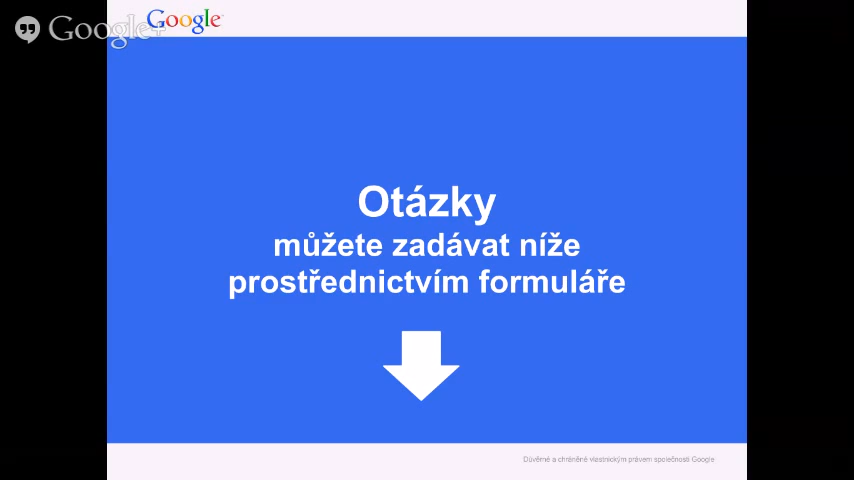 Google+
Google
Otázky
můžete zadávat níže
prostřednictvím formuláře
Důvěrné a chráněné vlastnickým právem společnosti Google